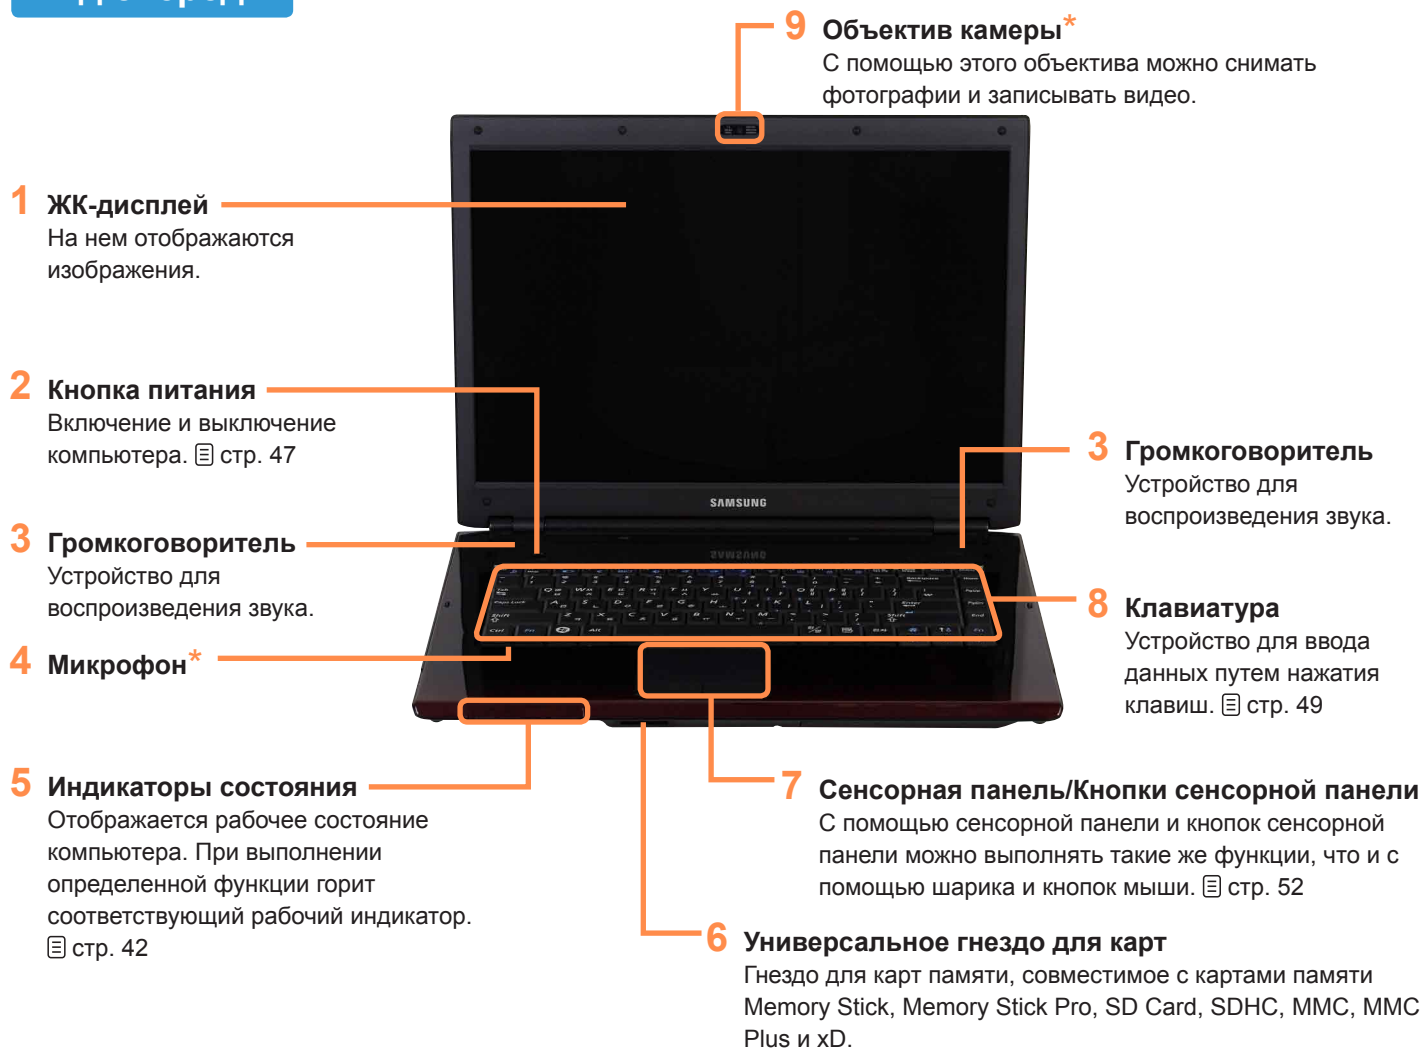 9 Объектив камеры*
С помощью этого объектива можно снимать
фотографии и записывать видео.
1 ЖК-дисплей
На нем отображаются
изображения.
2 Кнопка питания
Включение и выключение
компьютера. стр. 47
3 Громкоговоритель
Устройство для
воспроизведения звука.
SAMSUNG
3 Громкоговоритель
Устройство для
воспроизведения звука.
4 Микрофон*
8 Клавиатура
Устройство для ввода
данных путем нажатия
клавиш. стр. 49
5 Индикаторы состояния
Отображается рабочее состояние
компьютера. При выполнении
определенной функции горит
соответствующий рабочий индикатор.
стр. 42
7 Сенсорная панель/Кнопки сенсорной панели
С помощью сенсорной панели и кнопок сенсорной
панели можно выполнять такие же функции, что и с
помощью шарика и кнопок мыши. стр. 52
6 Универсальное гнездо для карт
Гнездо для карт памяти, совместимое с картами памяти
Memory Stick, Memory Stick Pro, SD Card, SDHC, MMC, MMC
Plus и xD.